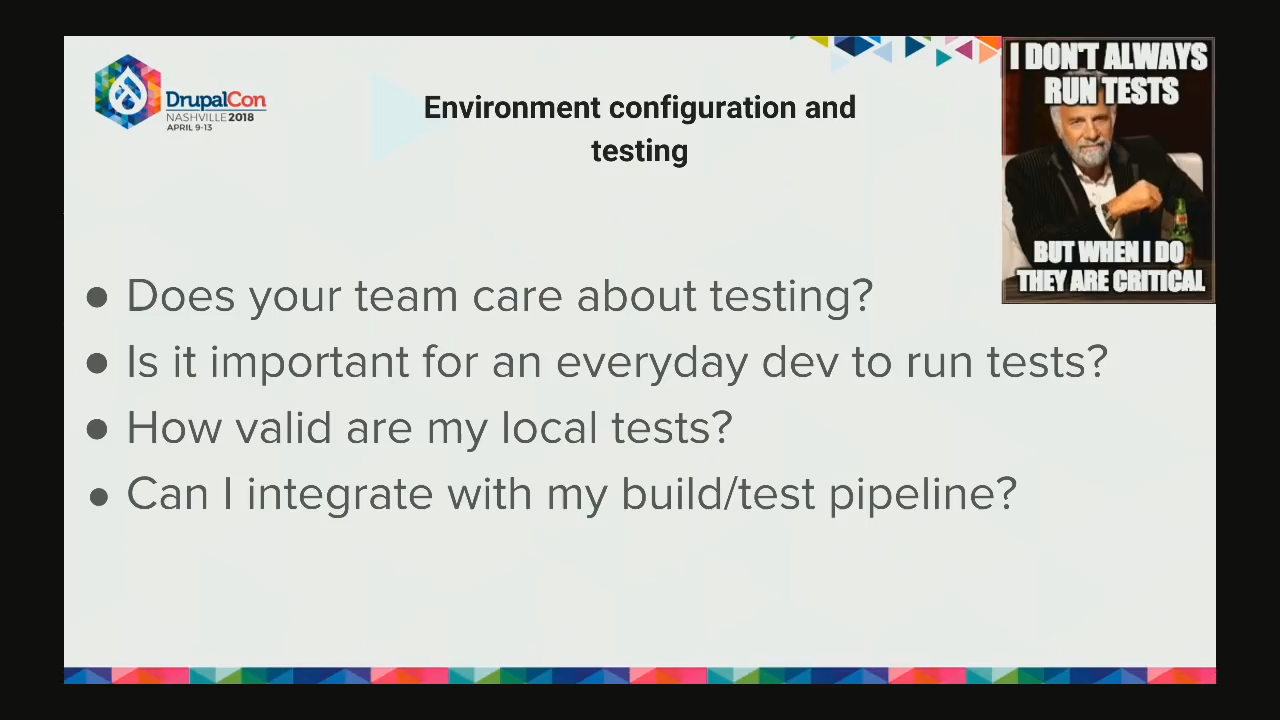 DrupalCon
NASHVILLE 2018
APRIL 9-13
Environment configuration and
testing
I DON'T ALWAYS
RUN TESTS
BUT WHEN I DO
THEY ARE CRITICAL
● Does your team care about testing?
● Is it important for an everyday dev to run tests?
● How valid are my local tests?
● Can I integrate with my build/test pipeline?